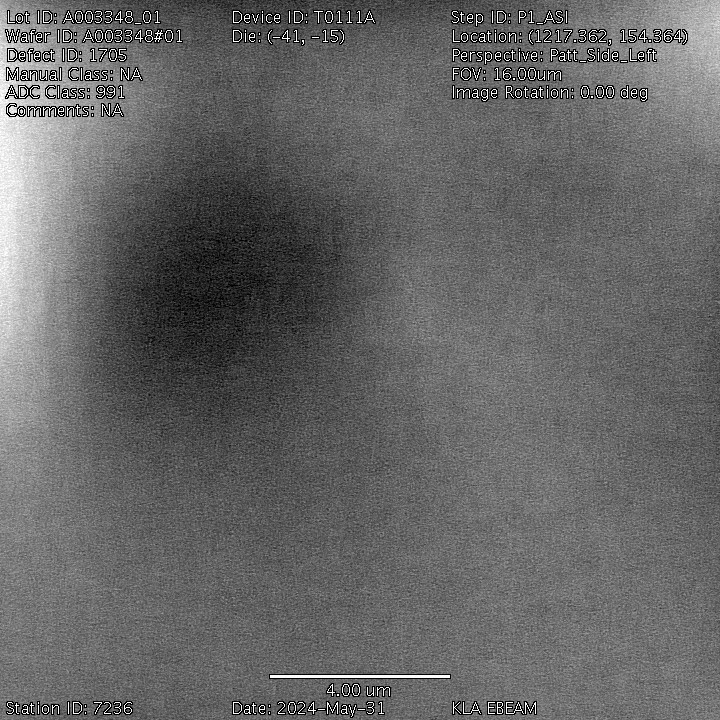 Lot ID: A003348_01
Device ID: T0111A
Step ID: P1_ASI
Wafer ID: A003348#01
Die: (-41, -15)
Location: (1217.362, 154.364)
Defect ID: 1705
Perspective: Patt_Side_Left
Manual Class: NA
FOV: 16.00um
ADC Class: 991
Image Rotation: 0.00 deg
Comments: NA
4.00 um
Station ID: 7236
Date: 2024-May-31
KLA EBEAM